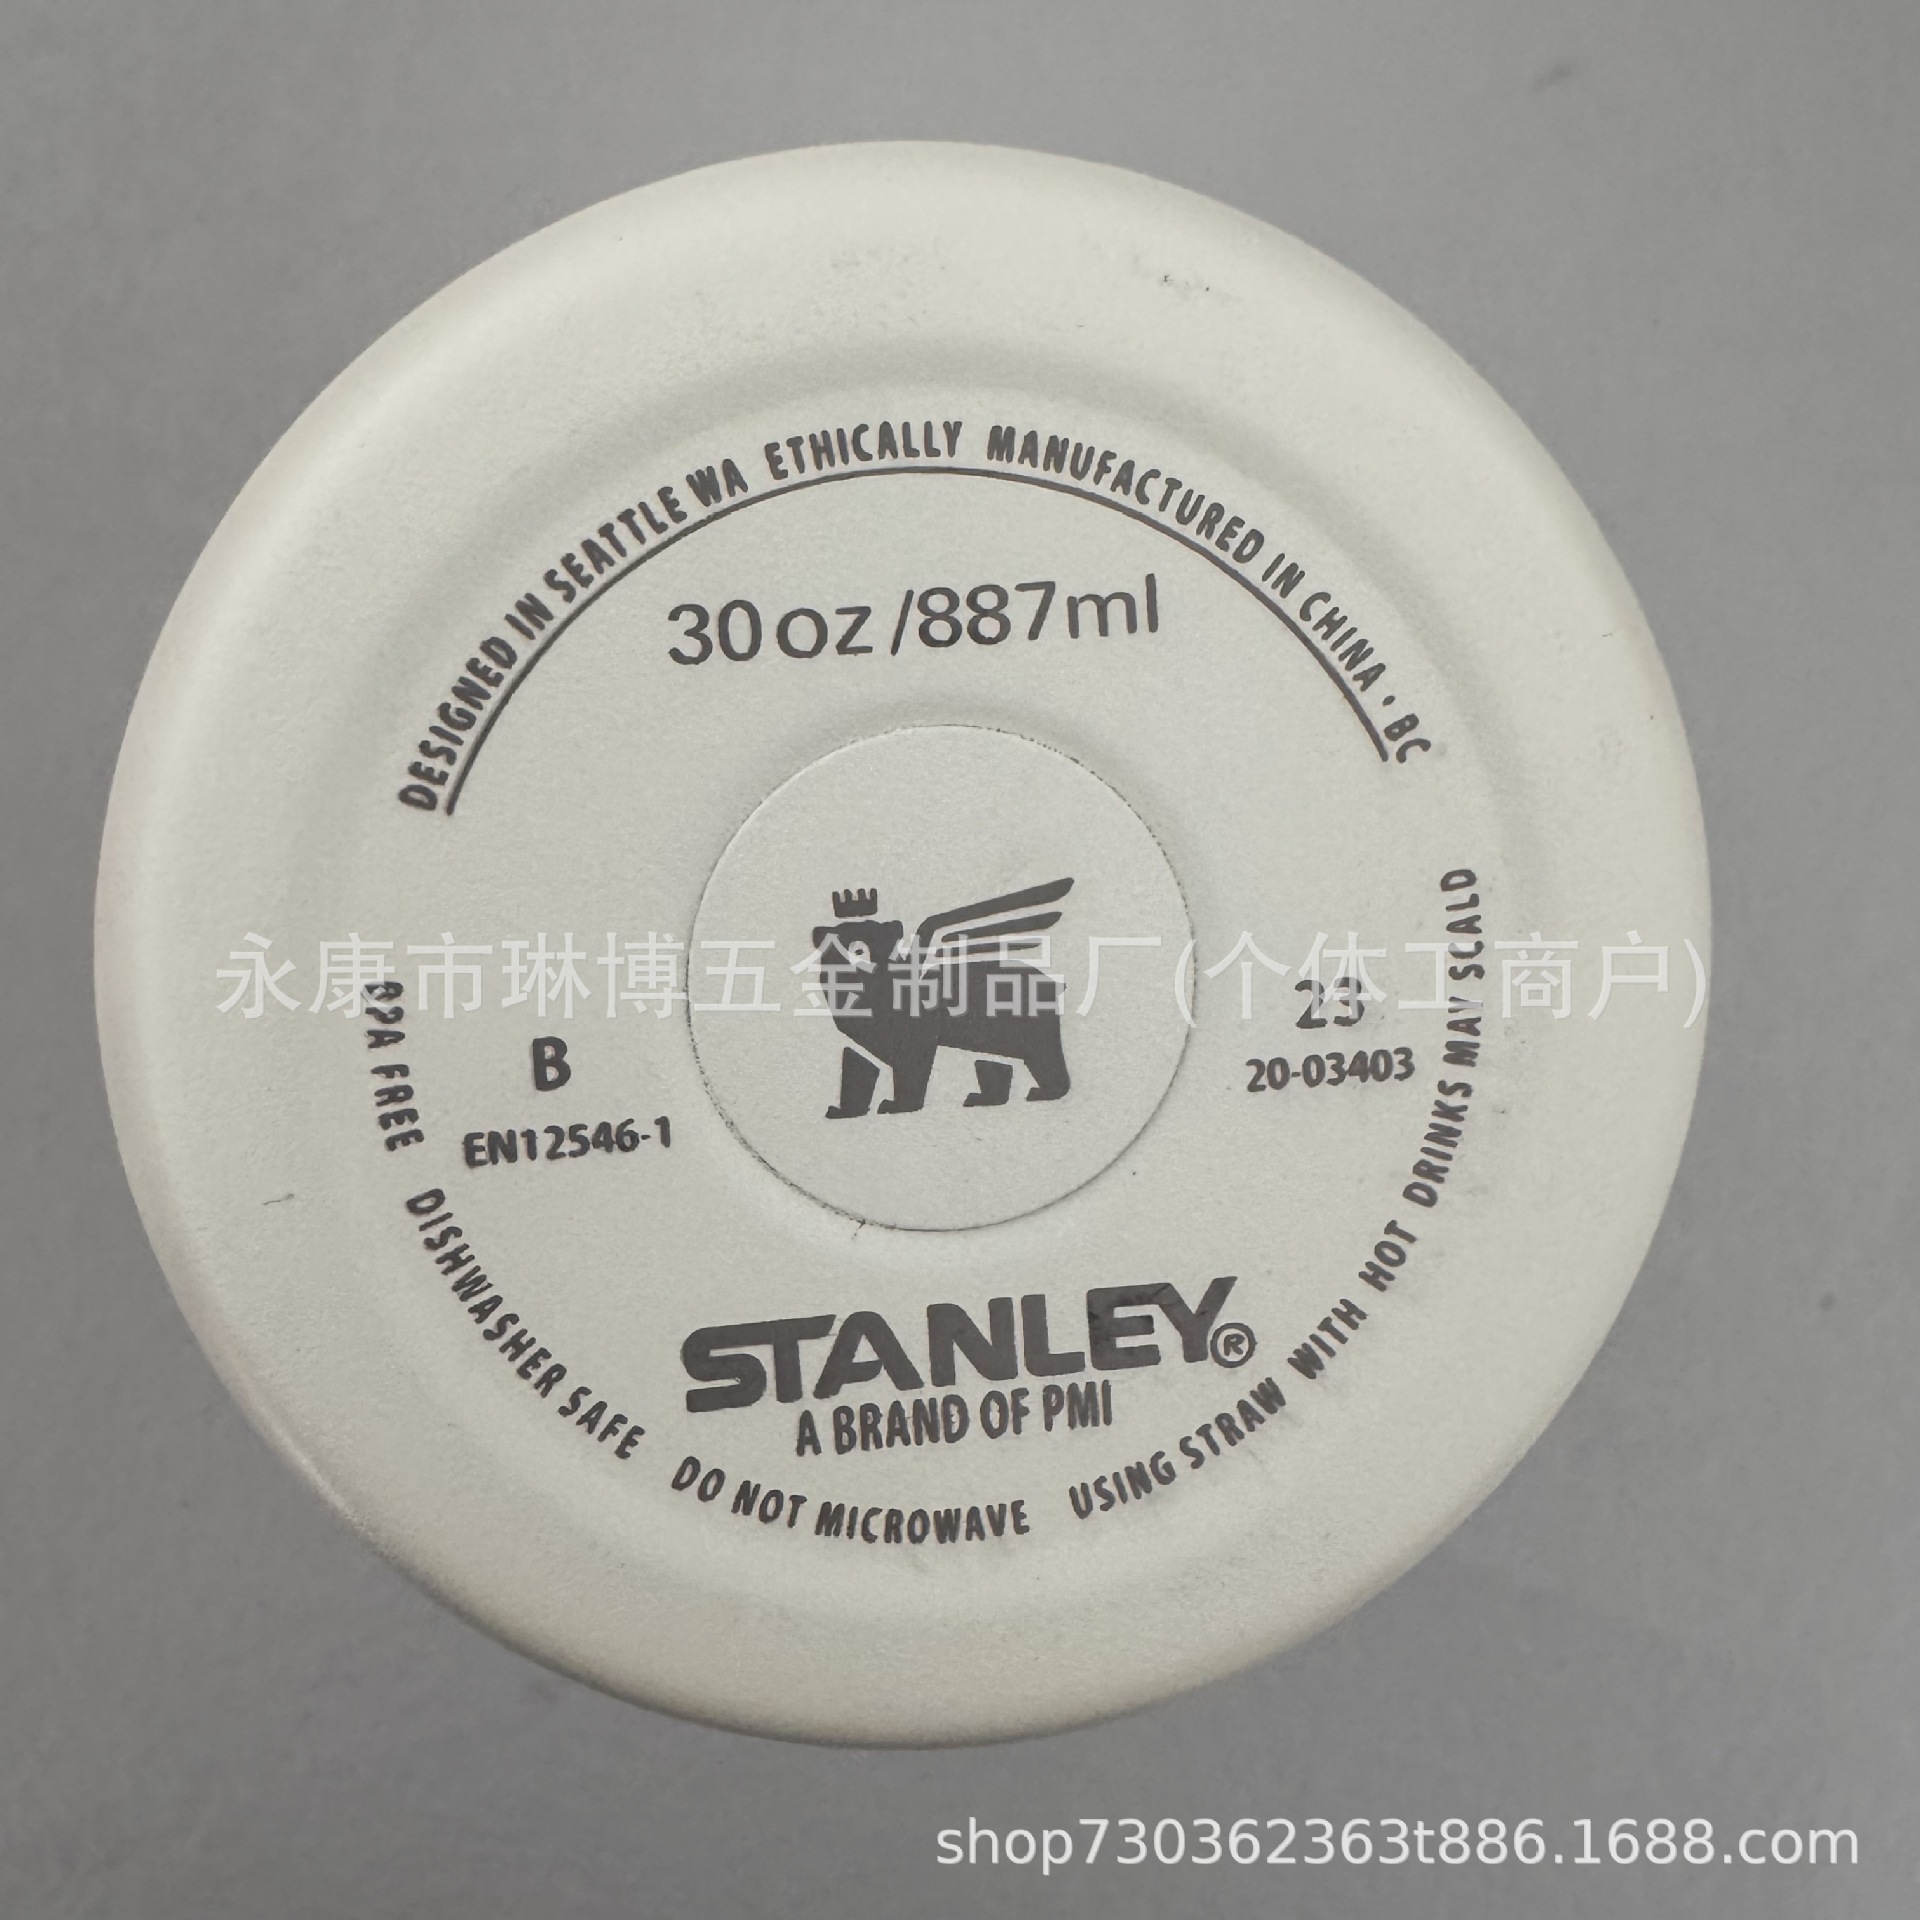 DESIGNED IN SEATTLE WA ETHICALLY MANUFACTURED IN CHINA · BC
30oz/887ml
永康市琳博五金制品厂(个体工商户)
B
EN12546-1
23
20-03403
STANLEY®
A BRAND OF PMI
BPA FREE DISHWASHER SAFE DO NOT MICROWAVE USING STRAW WITH HOT DRINKS MAY SCALD
shop730362363t886.1688.com